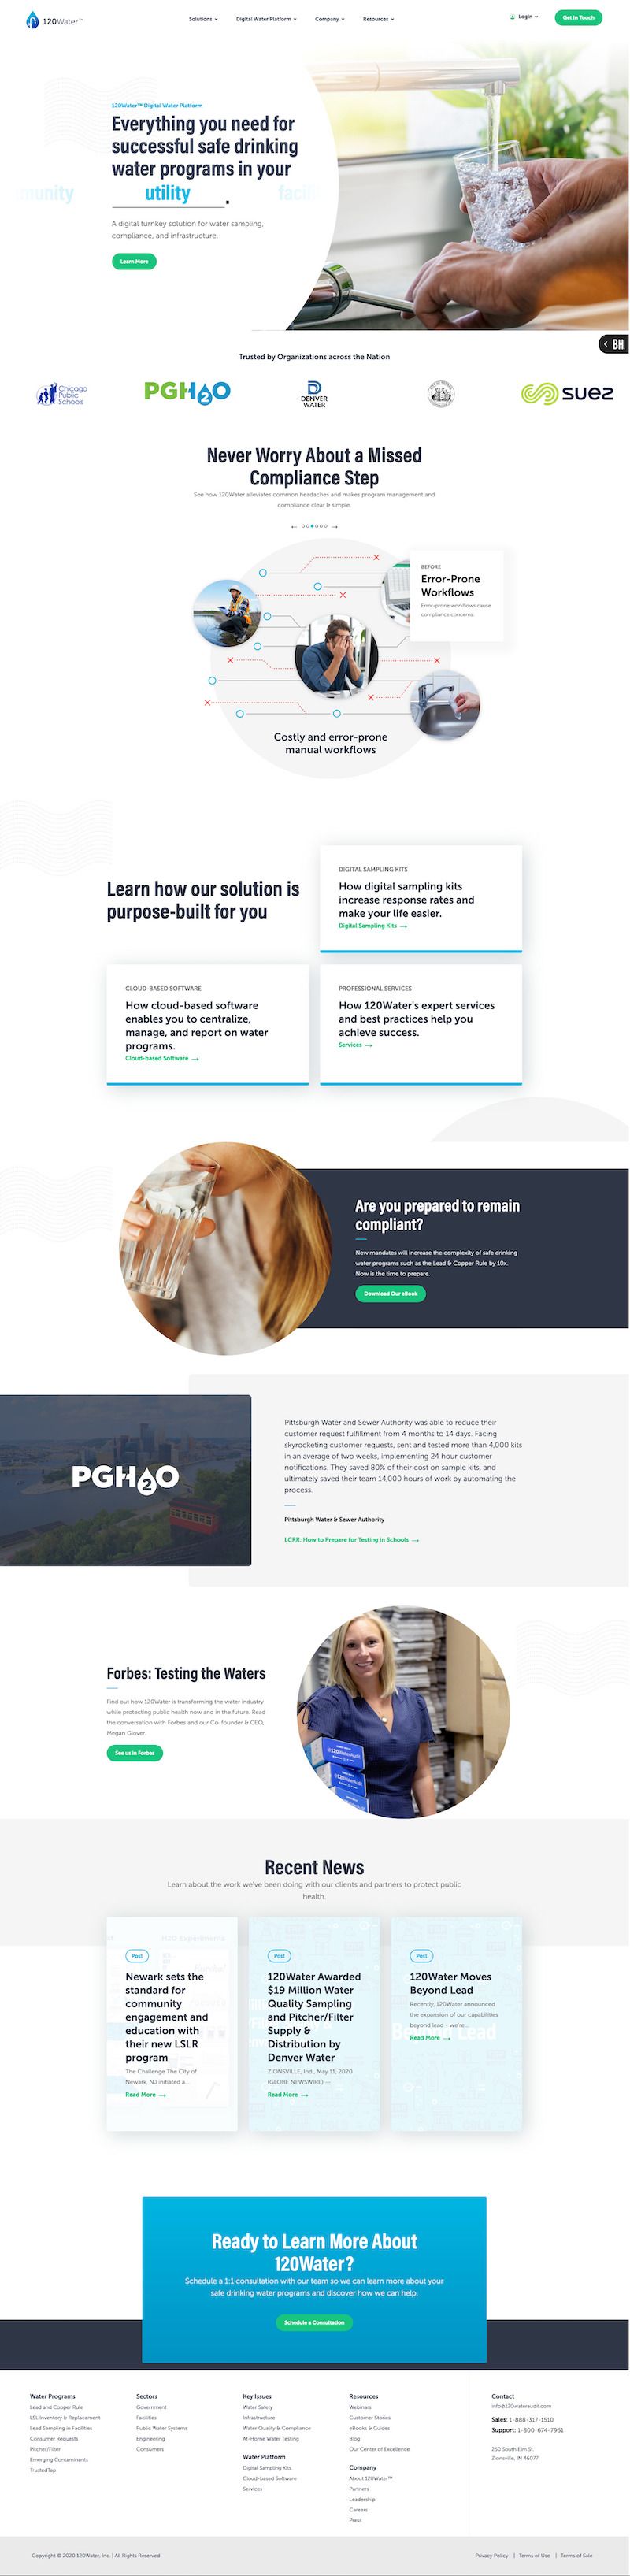 120Water™
Solutions
Digital Water Platform
Company
Resources
Login
Get in Touch
120Water™ Digital Water Platform
Everything you need for
successful safe drinking
water programs in your
munity utility facili
.
A digital turnkey solution for water sampling,
compliance, and infrastructure.
Learn More
BH
Trusted by Organizations across the Nation
Chicago
Public
Schools
PGH2O
DENVER
WATER
suez
Never Worry About a Missed
Compliance Step
See how 120Water alleviates common headaches and makes program management and
compliance clear & simple.
BEFORE
Error-Prone
Workflows
Error-prone workflows cause
compliance concerns.
Costly and error-prone
manual workflows
Learn how our solution is
purpose-built for you
DIGITAL SAMPLING KITS
How digital sampling kits
increase response rates and
make your life easier.
Digital Sampling Kits →
CLOUD-BASED SOFTWARE
How cloud-based software
enables you to centralize,
manage, and report on water
programs.
Cloud-based Software →
PROFESSIONAL SERVICES
How 120Water's expert services
and best practices help you
achieve success.
Services →
Are you prepared to remain
compliant?
New mandates will increase the complexity of safe drinking
water programs such as the Lead & Copper Rule by 10x.
Now is the time to prepare.
Download Our eBook
PGH2O
Pittsburgh Water and Sewer Authority was able to reduce their
customer request fulfillment from 4 months to 14 days. Facing
skyrocketing customer requests, sent and tested more than 4,000 kits
in an average of two weeks, implementing 24 hour customer
notifications. They saved 80% of their cost on sample kits, and
ultimately saved their team 14,000 hours of work by automating the
process.
Pittsburgh Water & Sewer Authority
LCRR: How to Prepare for Testing in Schools →
Forbes: Testing the Waters
Find out how 120Water is transforming the water industry
while protecting public health now and in the future. Read
the conversation with Forbes and our Co-founder & CEO,
Megan Glover.
See us in Forbes
120WaterAudit
120WaterAudit
Recent News
Learn about the work we've been doing with our clients and partners to protect public
health.
Post
Newark sets the
standard for
community
engagement and
education with
their new LSLR
program
The Challenge The City of
Newark, NJ initiated a...
Read More →
Post
120Water Awarded
$19 Million Water
Quality Sampling
and Pitcher/Filter
Supply &
Distribution by
Denver Water
ZIONSVILLE, Ind., May 11, 2020
(GLOBE NEWSWIRE) --
Read More →
Post
120Water Moves
Beyond Lead
Recently, 120Water announced
the expansion of our capabilities
beyond lead – we're...
Read More →
Ready to Learn More About
120Water?
Schedule a 1:1 consultation with our team so we can learn more about your
safe drinking water programs and discover how we can help.
Schedule a Consultation
Water Programs
Lead and Copper Rule
LSL Inventory & Replacement
Lead Sampling in Facilities
Consumer Requests
Pitcher/Filter
Emerging Contaminants
TrustedTap
Sectors
Government
Facilities
Public Water Systems
Engineering
Consumers
Key Issues
Water Safety
Infrastructure
Water Quality & Compliance
At-Home Water Testing
Water Platform
Digital Sampling Kits
Cloud-based Software
Services
Resources
Webinars
Customer Stories
eBooks & Guides
Blog
Our Center of Excellence
Company
About 120Water™
Partners
Leadership
Careers
Press
Contact
info@120wateraudit.com
Sales: 1-888-317-1510
Support: 1-800-674-7961
250 South Elm St.
Zionsville, IN 46077
Copyright © 2020 120Water, Inc. | All Rights Reserved
Privacy Policy | Terms of Use | Terms of Sale